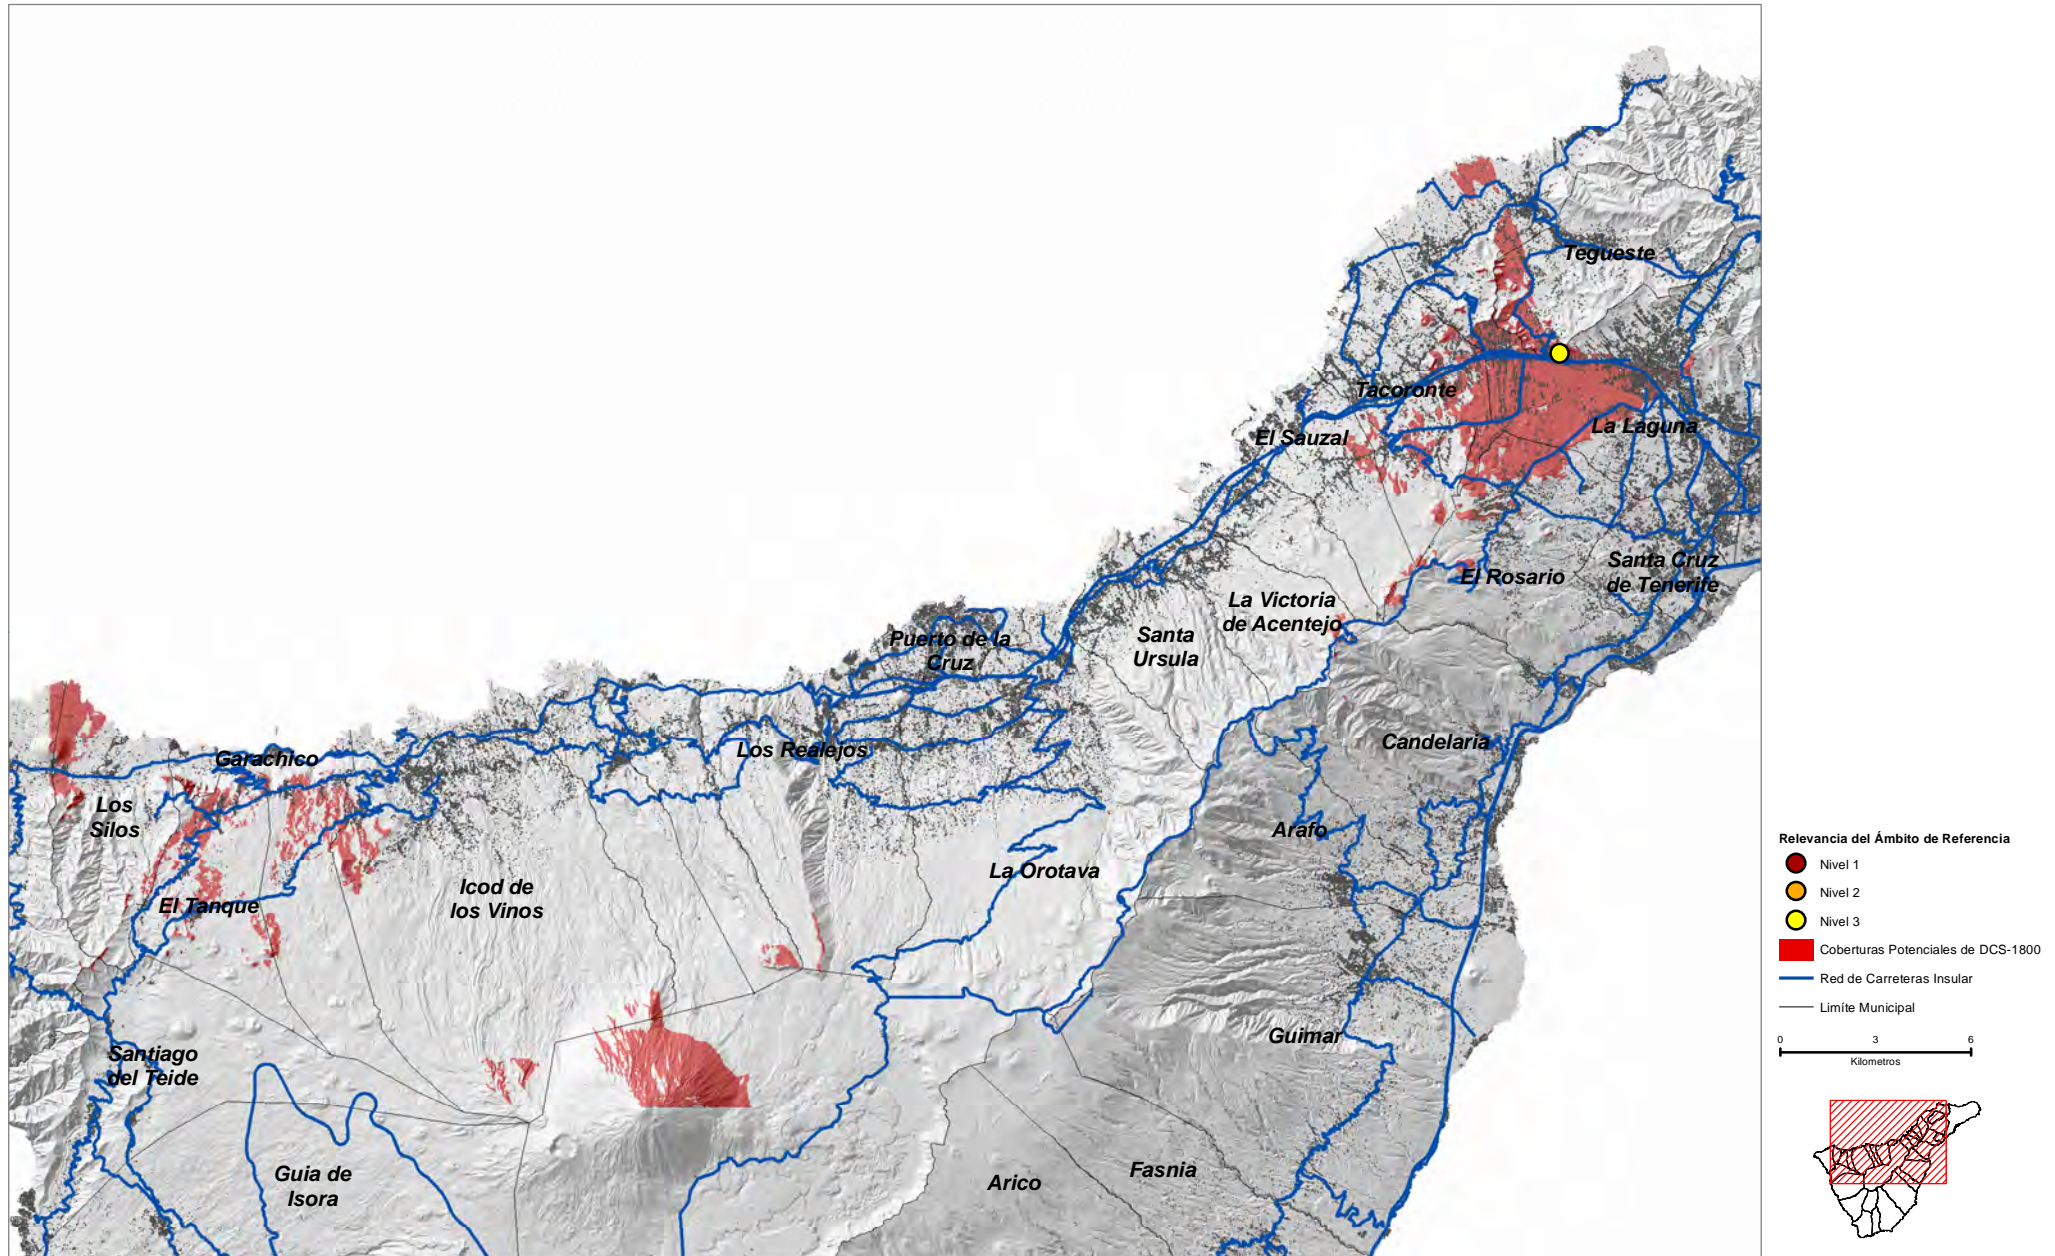 Tegueste
Tacoronte
La Laguna
El Sauzal
Santa Cruz
de Tenerife
El Rosario
La Victoria
de Acentejo
Santa
Ursula
Puerto de la
Cruz
Los Realejos
Candelaria
Garachico
Los
Silos
Arafo
La Orotava
Icod de
los Vinos
El Tanque
Guimar
Santiago
del Teide
Guia de
Isora
Arico
Fasnia
Relevancia del Ámbito de Referencia
Nivel 1
Nivel 2
Nivel 3
Coberturas Potenciales de DCS-1800
Red de Carreteras Insular
Limíte Municipal
0 3 6
Kilometros